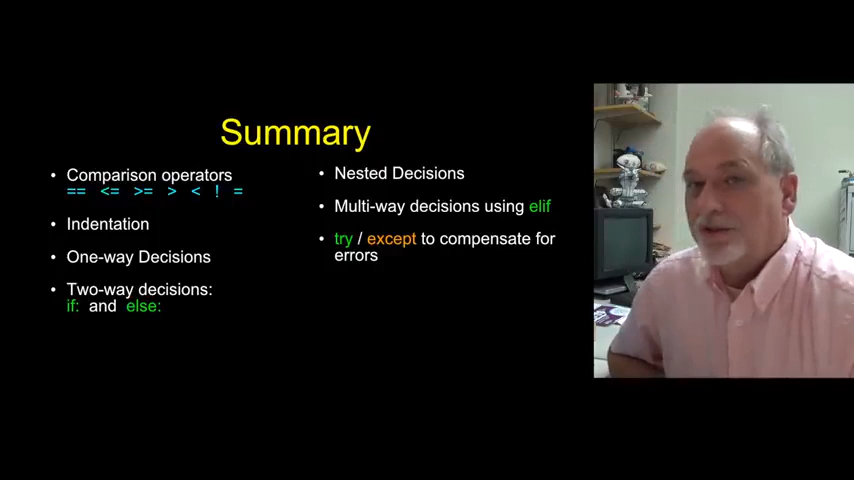 Summary
• Comparison operators
== <= >= > < ! =
• Indentation
• One-way Decisions
• Two-way decisions:
if: and else:
• Nested Decisions
• Multi-way decisions using elif
• try / except to compensate for
errors